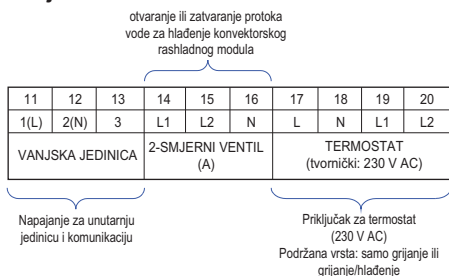 otvaranje ili zatvaranje protoka
vode za hlađenje konvektorskog
rashladnog modula
11 12 13 14 15 16 17 18 19 20
1(L) 2(N) 3 L1 L2 N L N L1 L2
VANJSKA JEDINICA
2-SMJERNI VENTIL
(A)
TERMOSTAT
(tvornički: 230 V AC)
Napajanje za unutarnju
jedinicu i komunikaciju
Priključak za termostat
(230 V AC)
Podržana vrsta: samo grijanje ili
grijanje/hlađenje